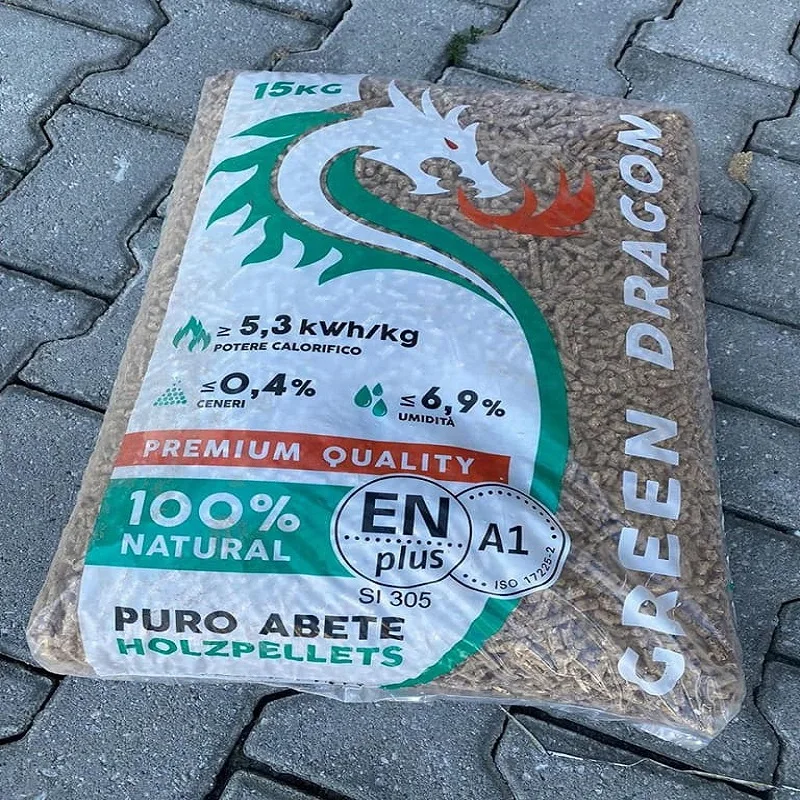 15KG
GREEN DRAGON
≥ 5,3 kWh/kg
POTERE CALORIFICO
≤0,4%
CENERI
≤6,9%
UMIDITÀ
PREMIUM QUALITY
100%
NATURAL
EN
plus
A1
ISO 17225-2
SI 305
PURO ABETE
HOLZPELLETS